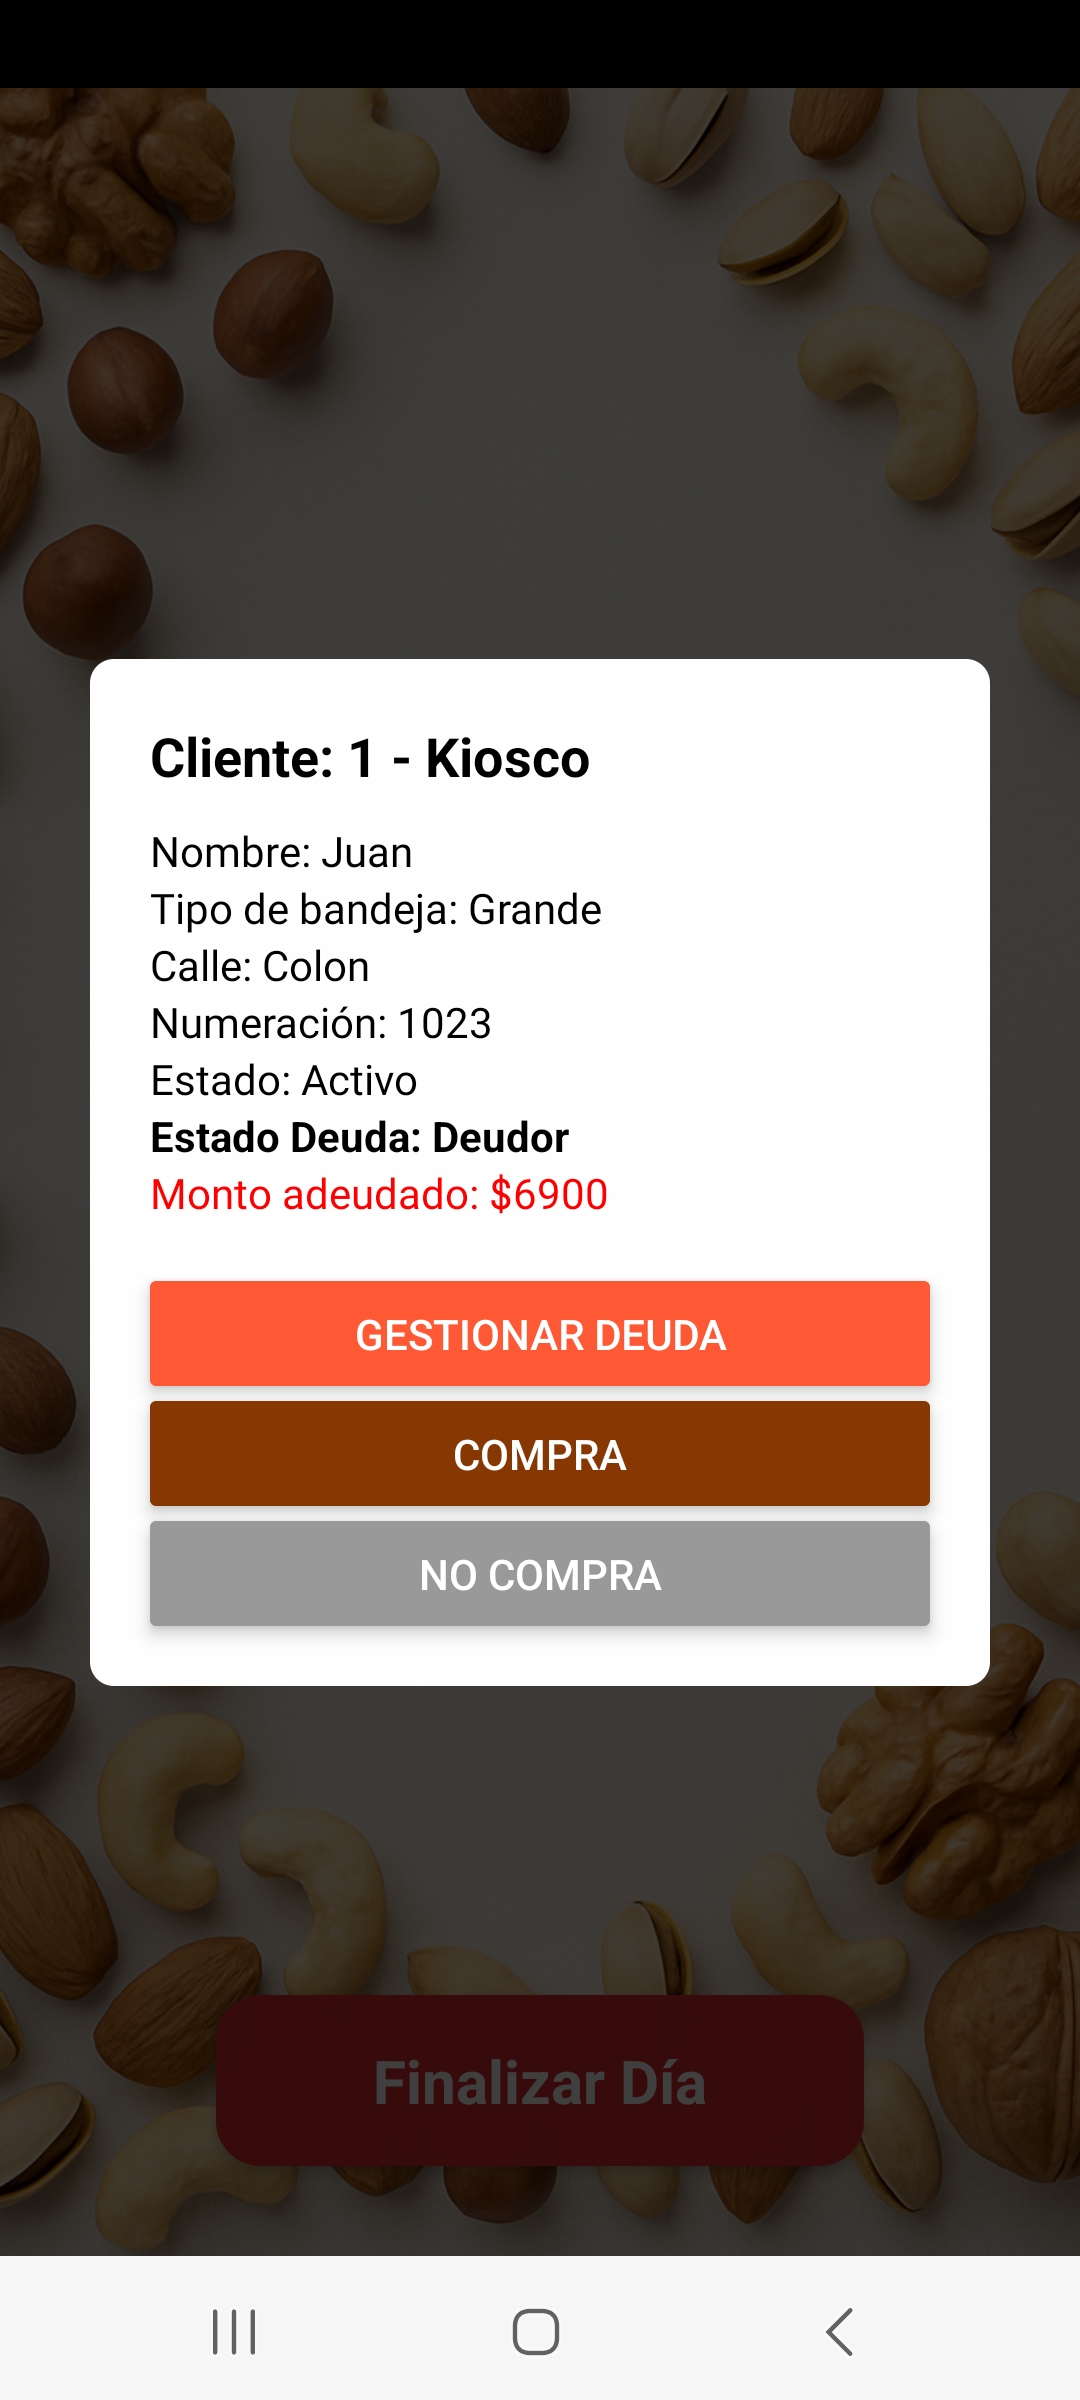 Cliente: 1 - Kiosco
Nombre: Juan
Tipo de bandeja: Grande
Calle: Colon
Numeración: 1023
Estado: Activo
Estado Deuda: Deudor
Monto adeudado: $6900
GESTIONAR DEUDA
COMPRA
NO COMPRA
Finalizar Día